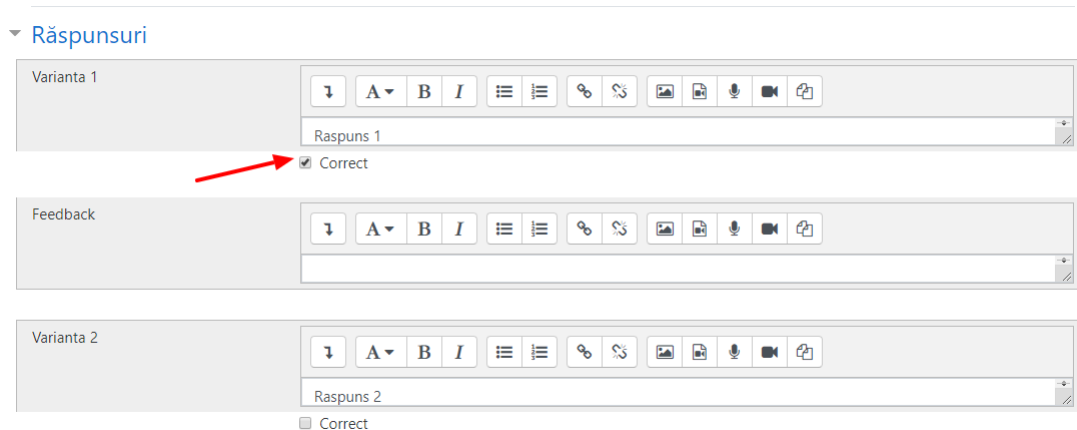 Răspunsuri
Varianta 1
A B I
Raspuns 1
Correct
Feedback
A B I
Varianta 2
A B I
Raspuns 2
Correct